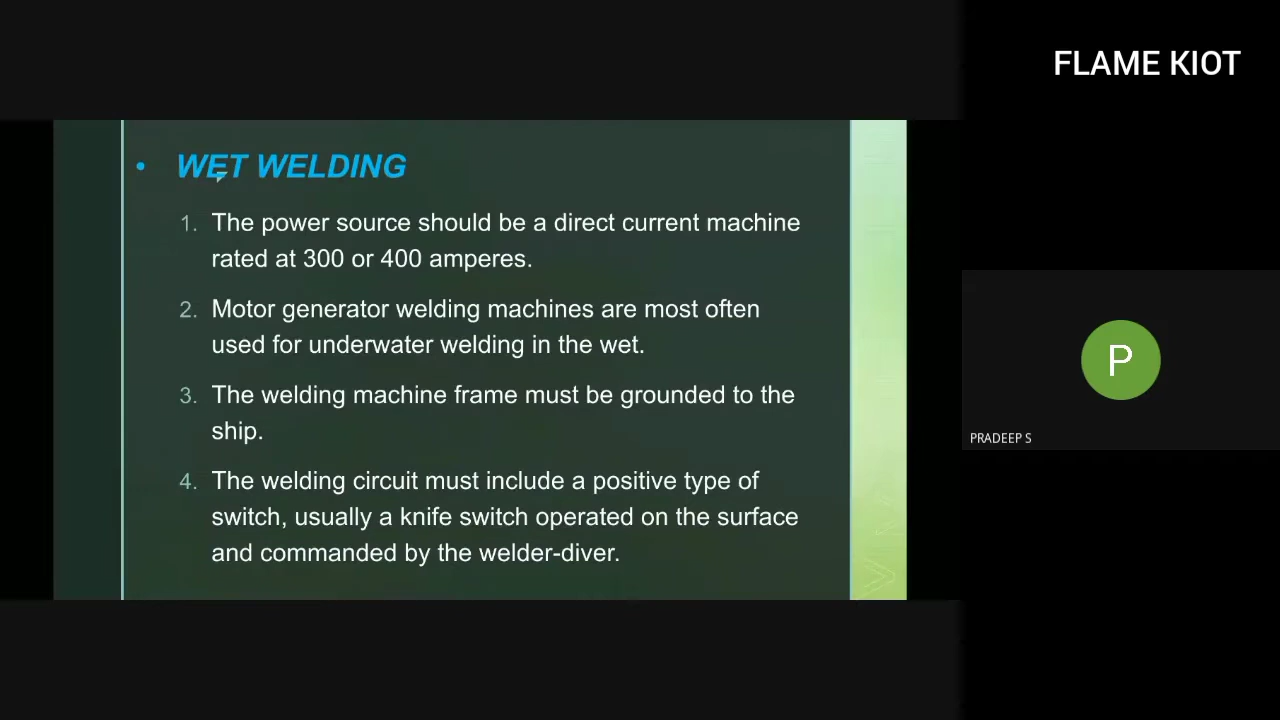 FLAME KIOT
• WET WELDING
1. The power source should be a direct current machine
rated at 300 or 400 amperes.
2. Motor generator welding machines are most often
used for underwater welding in the wet.
3. The welding machine frame must be grounded to the
ship.
4. The welding circuit must include a positive type of
switch, usually a knife switch operated on the surface
and commanded by the welder-diver.
P
PRADEEP S